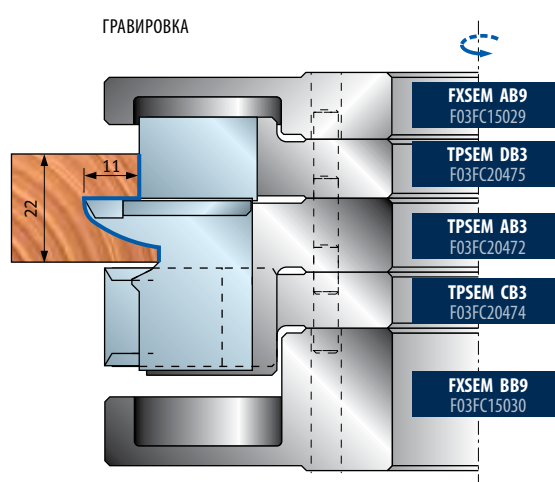 ГРАВИРОВКА
FXSEM AB9
F03FC15029
TPSEM DB3
F03FC20475
11
22
TPSEM AB3
F03FC20472
TPSEM CB3
F03FC20474
FXSEM BB9
F03FC15030